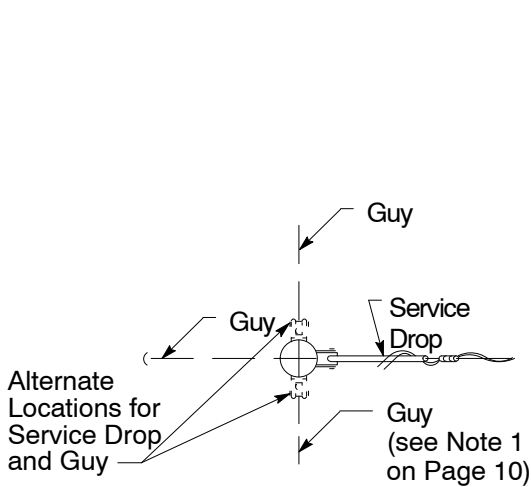 Guy
Service
Drop
Guy
Alternate
Locations for
Service Drop
and Guy
Guy
(see Note 1
on Page 10)